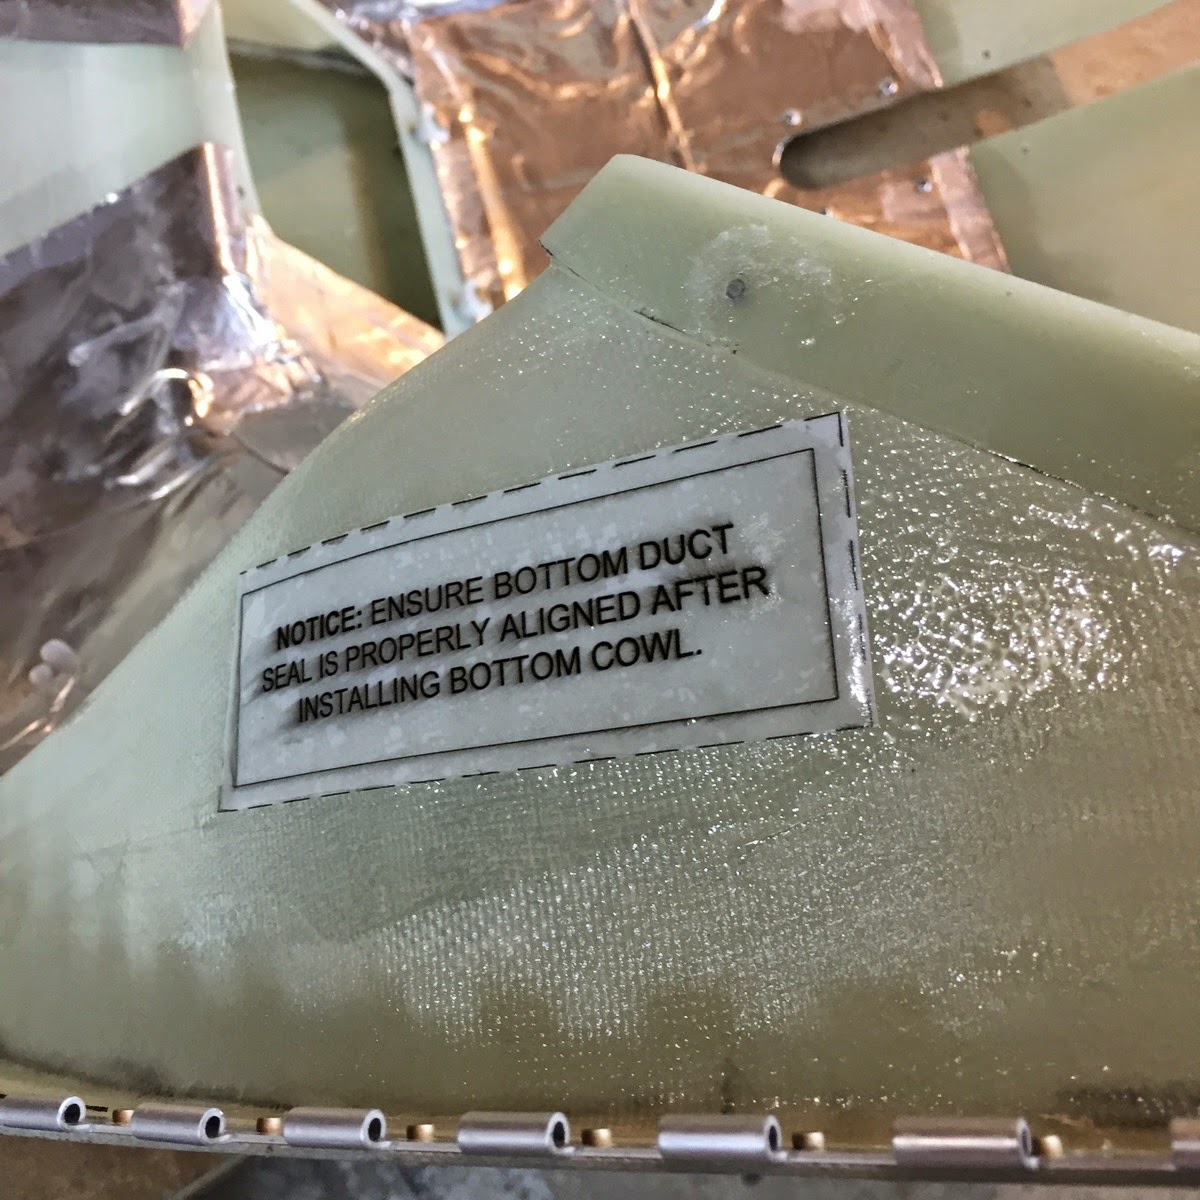 NOTICE: ENSURE BOTTOM DUCT
SEAL IS PROPERLY ALIGNED AFTER
INSTALLING BOTTOM COWL.